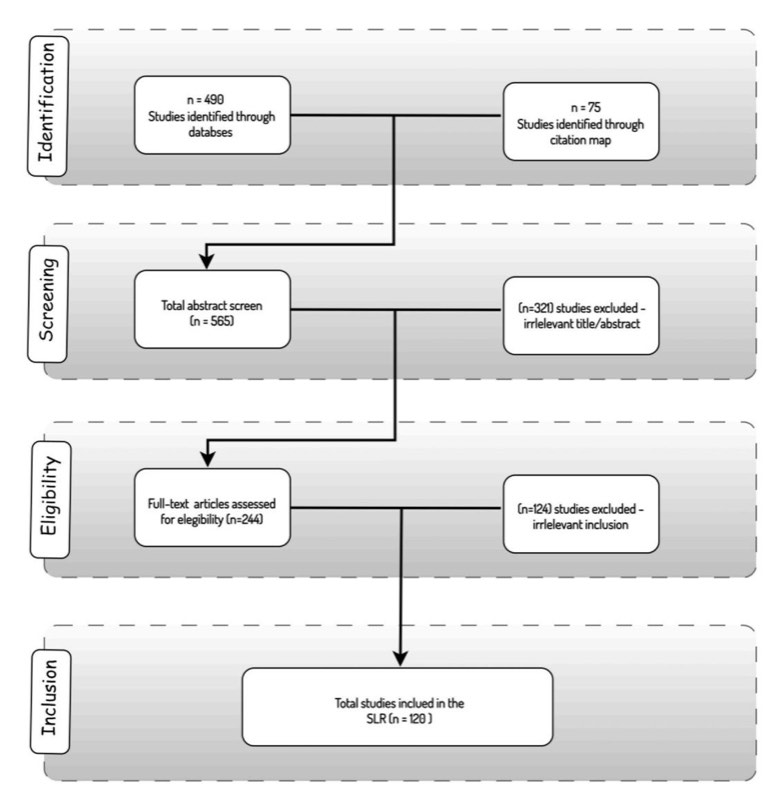 Identification
n = 490
Studies identified through
databses
n = 75
Studies identified through
citation map
Screening
Total abstract screen
(n = 565)
(n=321) studies excluded -
irrlelevant title/abstract
Eligibility
Full-text articles assessed
for elegibility (n=244)
(n=124) studies excluded -
irrlelevant inclusion
Inclusion
Total studies inclued in the
SLR (n = 120 )